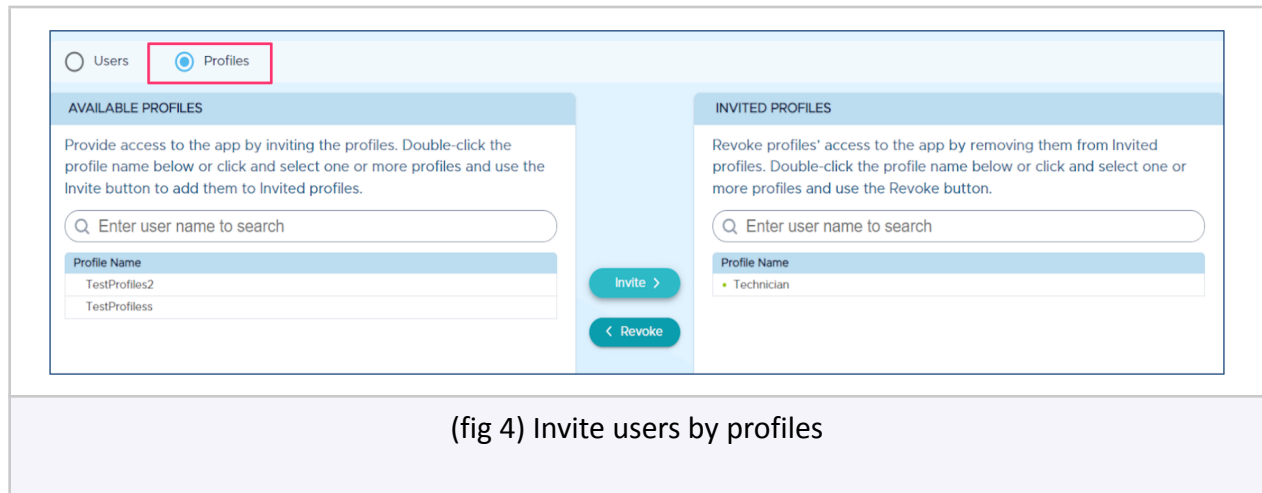 Users
Profiles
AVAILABLE PROFILES
Provide access to the app by inviting the profiles. Double-click the
profile name below or click and select one or more profiles and use the
Invite button to add them to Invited profiles.
Enter user name to search
Profile Name
TestProfiles2
TestProfiless
Invite >
< Revoke
INVITED PROFILES
Revoke profiles' access to the app by removing them from Invited
profiles. Double-click the profile name below or click and select one or
more profiles and use the Revoke button.
Enter user name to search
Profile Name
Technician
(fig 4) Invite users by profiles